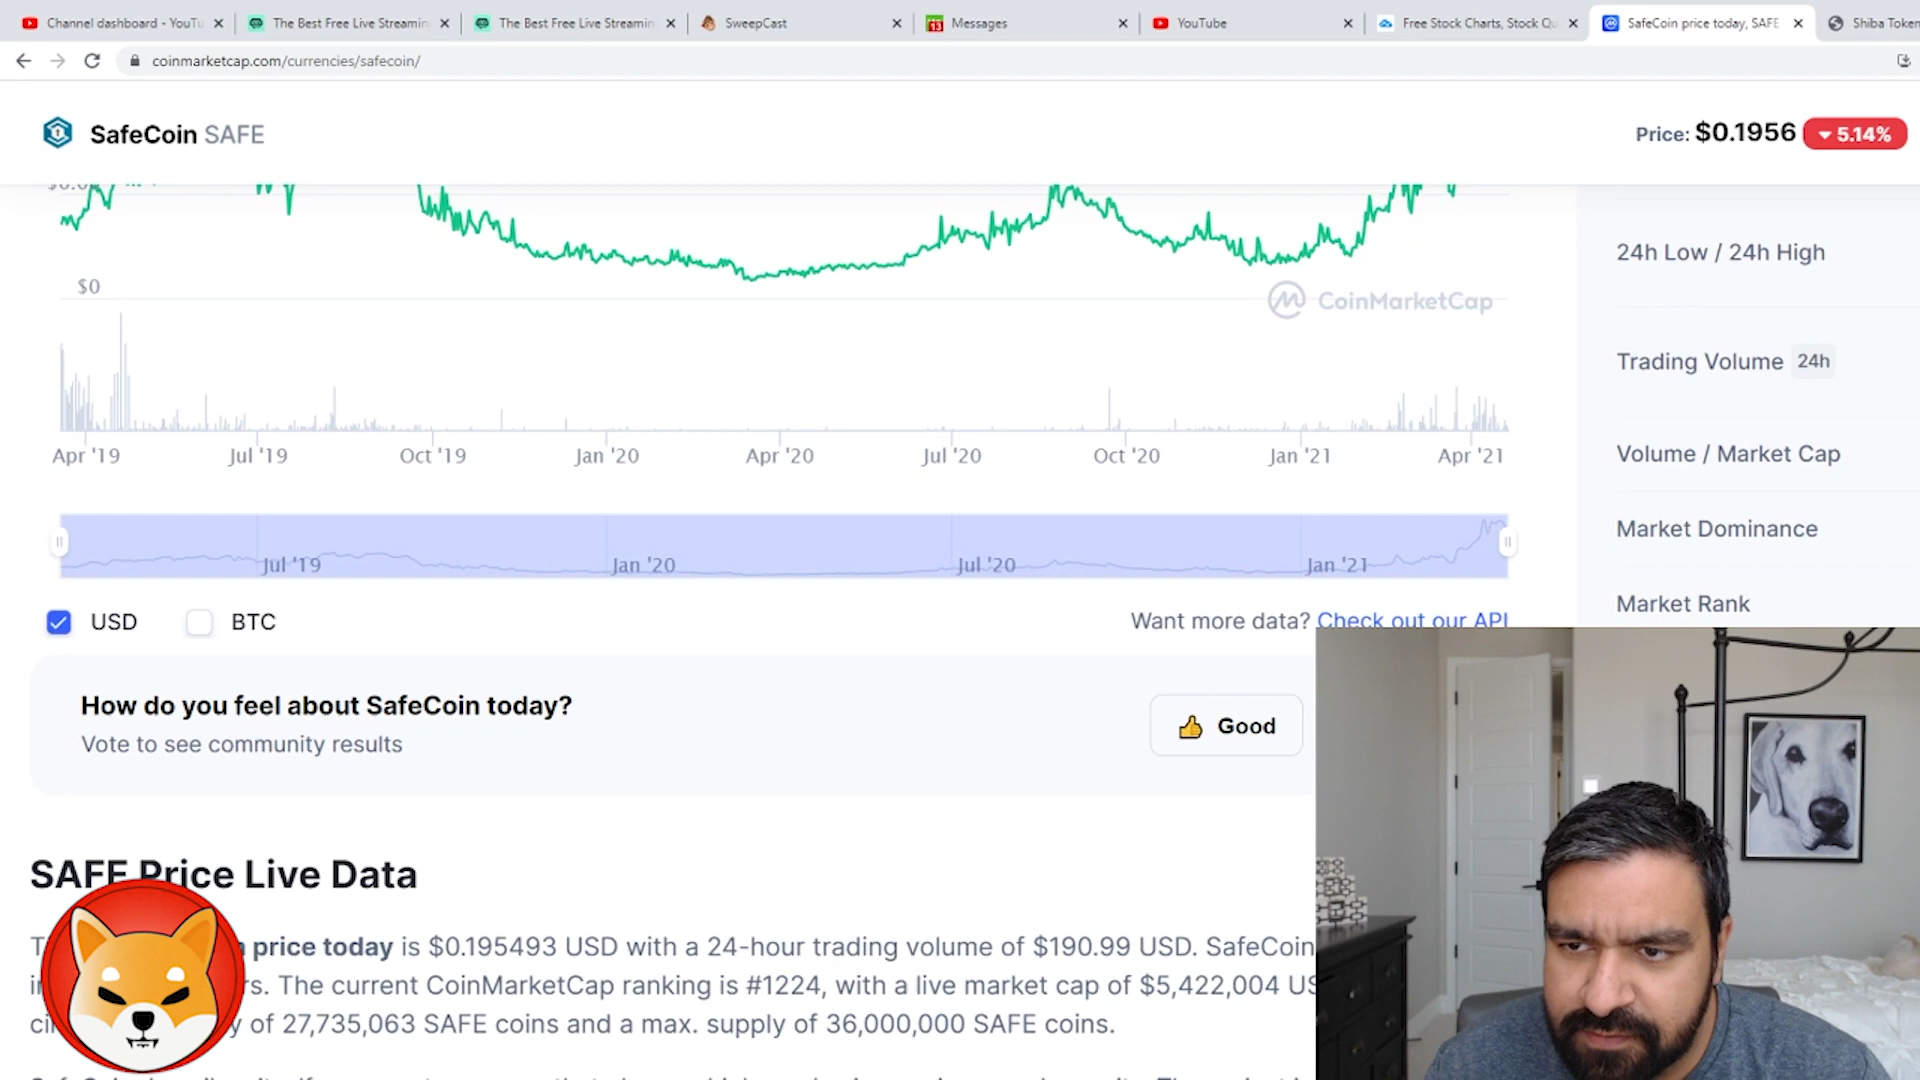 Channel dashboard - YouTu
The Best Free Live Streamin
The Best Free Live Streamin
SweepCast
Messages
YouTube
Free Stock Charts, Stock Qu
SafeCoin price today, SAFE
Shiba Token
coinmarketcap.com/currencies/safecoin/
SafeCoin SAFE
Price: $0.1956 5.14%
24h Low / 24h High
$0
CoinMarketCap
Trading Volume 24h
Apr '19 Jul '19 Oct '19 Jan '20 Apr '20 Jul '20 Oct '20 Jan '21 Apr '21
Volume / Market Cap
Market Dominance
Jul '19 Jan '20 Jul '20 Jan '21
Market Rank
USD BTC
Want more data? Check out our API
How do you feel about SafeCoin today?
Vote to see community results
Good
SAFE Price Live Data
price today is $0.195493 USD with a 24-hour trading volume of $190.99 USD. SafeCoin
rs. The current CoinMarketCap ranking is #1224, with a live market cap of $5,422,004 US
y of 27,735,063 SAFE coins and a max. supply of 36,000,000 SAFE coins.